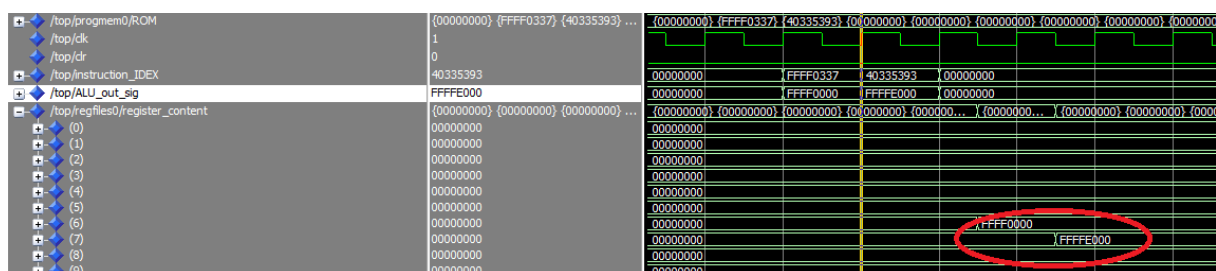 /top/progmem0/ROM {00000000} {FFFF0337} {40335393} ... {00000000} {FFFF0337} {40335393} {00000000} {00000000} {00000000} {00000000} {00000000} {0000000
/top/clk 1
/top/clr 0
/top/instruction_IDEX 40335393 00000000 FFFF0337 40335393 00000000
/top/ALU_out_sig FFFFE000 00000000 FFFF0000 FFFFE000 00000000
/top/regfiles0/register_content {00000000} {00000000} {00000000} ... {00000000} {00000000} {00000000} {000000... {0000000... {00000000} {00000000} {0000
(0) 00000000 00000000
(1) 00000000 00000000
(2) 00000000 00000000
(3) 00000000 00000000
(4) 00000000 00000000
(5) 00000000 00000000
(6) 00000000 00000000 FFFF0000
(7) 00000000 00000000 FFFFE000
(8) 00000000 00000000
(9) 00000000 00000000